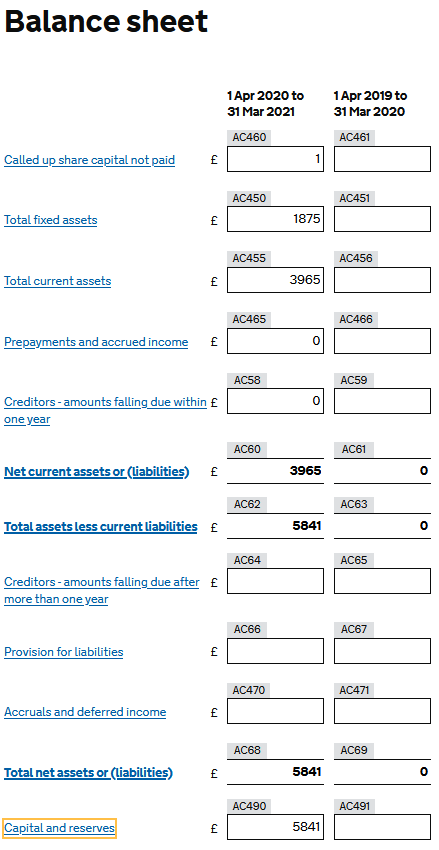 Balance sheet
1 Apr 2020 to 1 Apr 2019 to
31 Mar 2021 31 Mar 2020
AC460 AC461
Called up share capital not paid £ 1
AC450 AC451
Total fixed assets £ 1875
AC455 AC456
Total current assets £ 3965
AC465 AC466
Prepayments and accrued income £ 0
AC58 AC59
Creditors - amounts falling due within £ 0
one year
AC60 AC61
Net current assets or (liabilities) £ 3965 0
AC62 AC63
Total assets less current liabilities £ 5841 0
AC64 AC65
Creditors - amounts falling due after £
more than one year
AC66 AC67
Provision for liabilities £
AC470 AC471
Accruals and deferred income £
AC68 AC69
Total net assets or (liabilities) £ 5841 0
AC490 AC491
Capital and reserves £ 5841